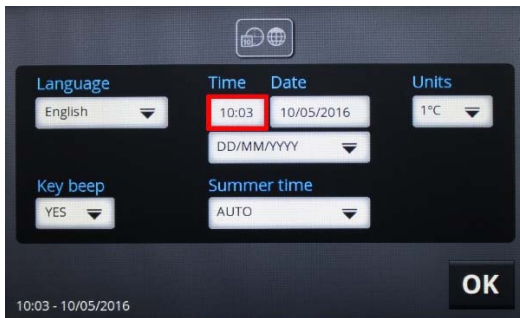 10
Language Time Date Units
English 10:03 10/05/2016 1°C
DD/MM/YYYY
Key beep Summer time
YES AUTO
OK
10:03 - 10/05/2016